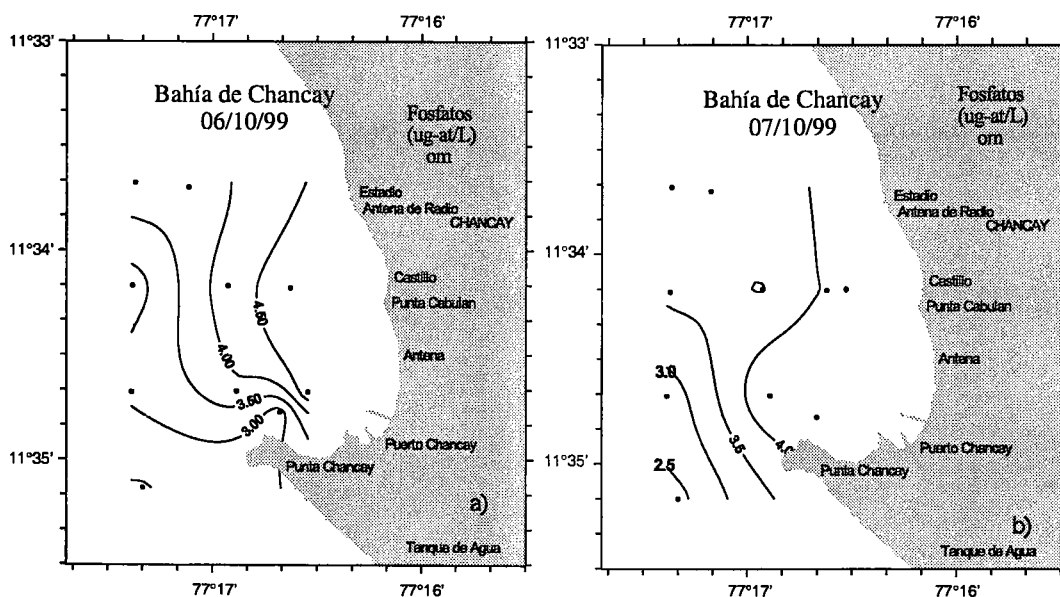 77°17'
77°16'
11°33'
Bahía de Chancay
06/10/99
Fosfatos
(ug-at/L)
om
Estadio
Antena de Radio
CHANCAY
11°34'
Castillo
Punta Cabulan
4.50
4.00
Antena
3.50
3.00
Puerto Chancay
11°35'
Punta Chancay
a)
Tanque de Agua
77°17'
77°16'
77°17'
77°16'
11°33'
Bahía de Chancay
07/10/99
Fosfatos
(ug-at/L)
om
Estadio
Antena de Radio
CHANCAY
11°34'
Castillo
Punta Cabulan
Antena
3.0
3.5
4.0
Puerto Chancay
11°35'
2.5
Punta Chancay
b)
Tanque de Agua
77°17'
77°16'